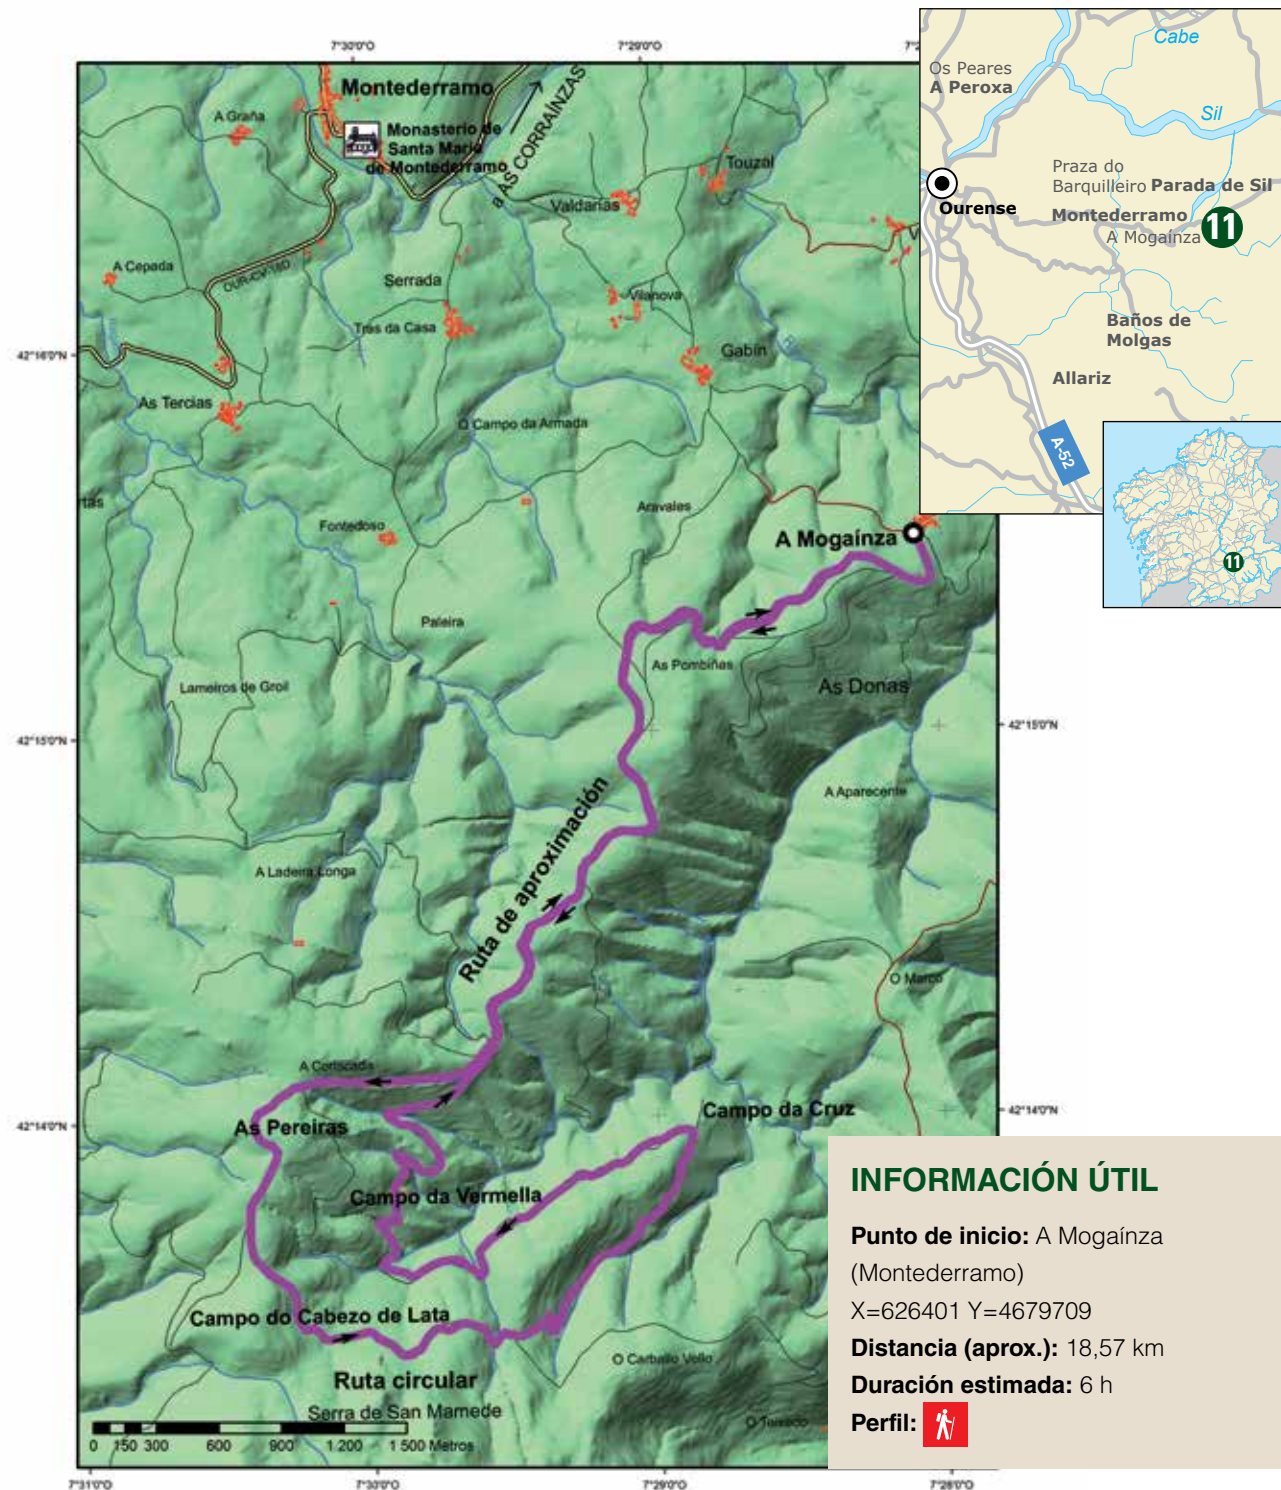 7°30'0"O
7°29'0"O
Montederramo
A Graña
Monasterio de
Santa María
de Montederramo
a AS CORRAÍNZAS
Touzal
Valdarias
A Cepada
OUR-CV-18D
Serrada
Vilanova
Tras da Casa
42°16'0"N
Gabín
As Tercias
O Campo da Armada
Aravales
Fontedoso
A Mogaínza
Paleira
As Pombiñas
As Donas
Lameiros de Groil
42°15'0"N
42°15'0"N
A Aparecente
Ruta de aproximación
A Ladeira Longa
O Marco
A Coriscada
Campo da Cruz
42°14'0"N
42°14'0"N
As Pereiras
Campo da Vermella
Campo do Cabezo de Lata
O Carballo Vello
Ruta circular
Serra de San Mamede
0 150 300 600 900 1 200 1 500 Metros
7°31'0"O
7°30'0"O
7°29'0"O
7°28'0"O
Cabe
Os Peares
A Peroxa
Sil
Praza do
Barquilleiro Parada de Sil
Ourense
Montederramo
A Mogaínza
11
Baños de
Molgas
Allariz
A-52
11
INFORMACIÓN ÚTIL
Punto de inicio: A Mogaínza
(Montederramo)
X=626401 Y=4679709
Distancia (aprox.): 18,57 km
Duración estimada: 6 h
Perfil: